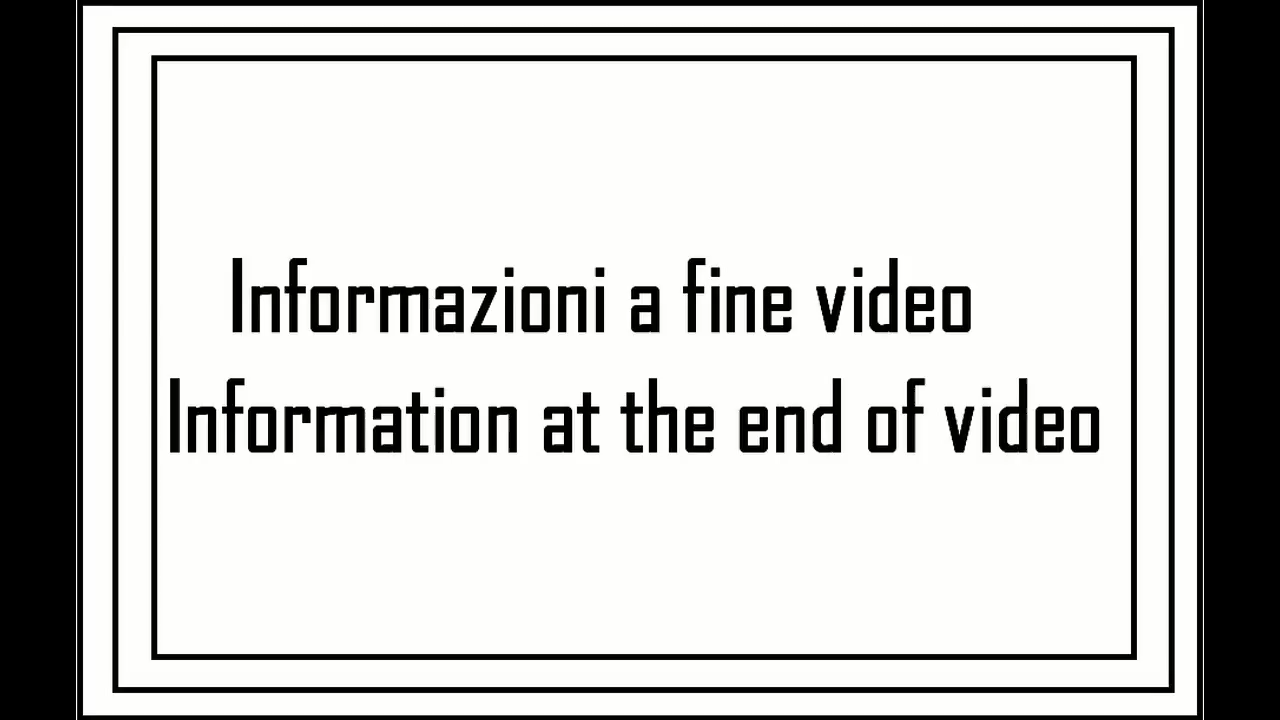 Informazioni a fine video
Information at the end of video